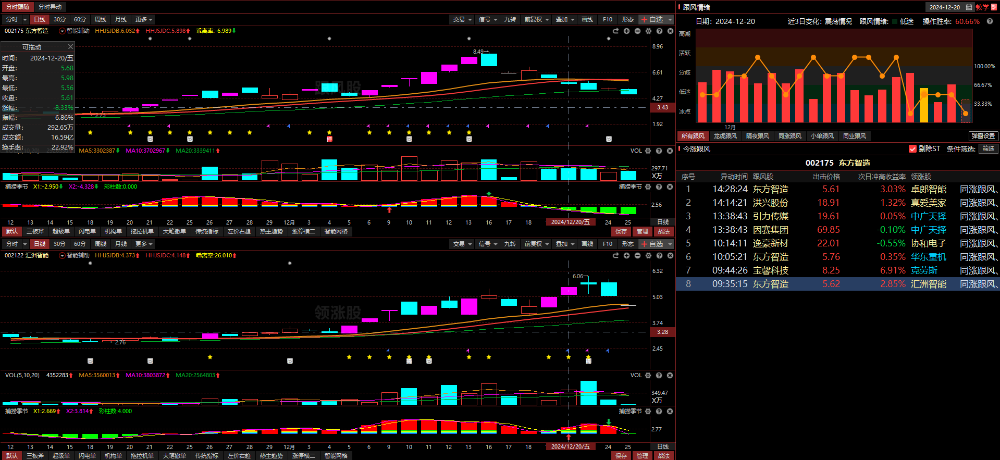 分时跟随 分时异动
分时 日线 30分 60分 周线 月线 更多 交易 信号 九转 前复权 叠加 画线 F10 形态 +自选
002175 东方智造 智能辅助 HHJSJDB:6.032 HHJSJDC:5.898 乖离率:-6.989
可拖动
时间: 2024-12-20/五
开盘: 5.68
最高: 5.98
最低: 5.56
收盘: 5.61
涨幅: -8.33%
振幅: 6.86%
成交量: 292.65万
成交额: 16.59亿
换手率: 22.92%
跟风股
8.49
2.73
8.96
6.61
4.27
3.43
1.92
MA5:3302387 MA10:3702967 MA20:3339411 VOL
297.71
X万
捕捞季节 X1:-2.950 X2:-4.328 彩柱数:0.000 捕捞季节
2.56
12 13 14 15 18 19 20 21 22 25 26 27 28 29 12月 3 4 5 6 9 10 11 12 13 16 17 18 2024/12/20/五 24 25 日线
默认 三板斧 超级单 闪电单 机构单 拖拉机单 大笔撤单 传统指标 左价右趋 热主趋势 涨停横二 智能网格 保存 管理 战法
分时 日线 30分 60分 周线 月线 更多 交易 信号 九转 前复权 叠加 画线 F10 形态 +自选
002122 汇洲智能 智能辅助 HHJSJDB:4.373 HHJSJDC:4.148 乖离率:26.010
领涨股
6.06
2.76
6.32
5.03
3.74
3.28
2.45
VOL(5,10,20) 4352283 MA5:3560013 MA10:3803872 MA20:2564803 VOL
349.47
X万
捕捞季节 X1:2.669 X2:3.814 彩柱数:4.000 捕捞季节
2.77
12 13 14 15 18 19 20 21 22 25 26 27 28 29 12月 3 4 5 6 9 10 11 12 13 16 17 18 2024/12/20/五 24 25 日线
默认 三板斧 超级单 闪电单 机构单 拖拉机单 大笔撤单 传统指标 左价右趋 热主趋势 涨停横二 智能网格 保存 管理 战法
跟风情绪 2024-12-20 教学
日期: 2024-12-20 近3日变化: 震荡情况 跟风情绪: 低迷 操作胜率: 60.66%
高潮
活跃
分歧
低迷
冰点
100.00%
66.67%
33.33%
12月
所有跟风 龙虎跟风 隔夜跟风 同涨跟风 小单跟风 同业跟风 弹窗设置
今涨跟风 剔除ST 条件筛选: 筛选
002175 东方智造
序号 异动时间 跟风股 出击价格 次日冲高收益率 领涨股
1 14:28:24 东方智造 5.61 3.03% 卓郎智能 同涨跟风、
2 14:14:21 洪兴股份 18.91 1.32% 真爱美家 同涨跟风、
3 13:38:43 引力传媒 19.61 0.05% 中广天择 同涨跟风、
4 13:38:43 因赛集团 69.85 -0.10% 中广天择 同涨跟风、
5 10:14:11 逸豪新材 22.01 -0.55% 协和电子 同涨跟风、
6 10:05:21 东方智造 5.76 0.35% 华东重机 同涨跟风、
7 09:44:26 宝馨科技 8.25 6.91% 克劳斯 同涨跟风、
8 09:35:15 东方智造 5.62 2.85% 汇洲智能 同涨跟风、